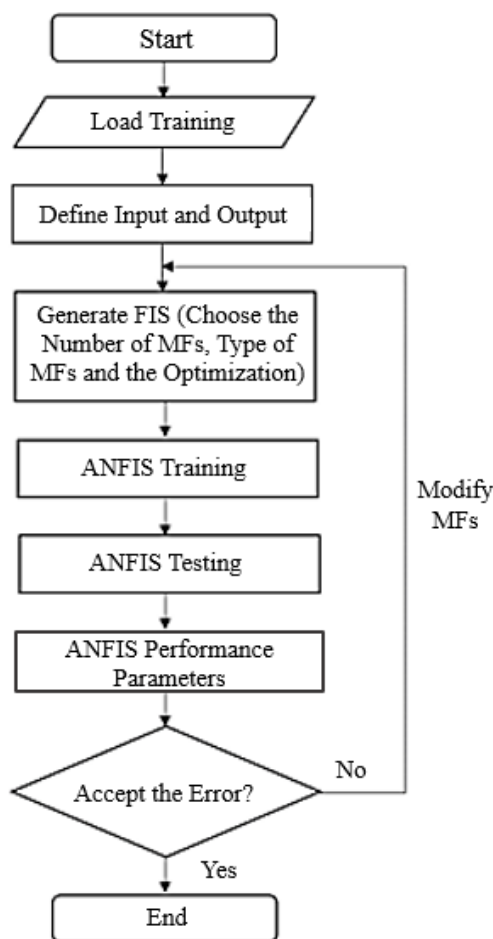 Start
Load Training
Define Input and Output
Generate FIS (Choose the
Number of MFs, Type of
MFs and the Optimization)
ANFIS Training
Modify
MFs
ANFIS Testing
ANFIS Performance
Parameters
Accept the Error?
No
Yes
End